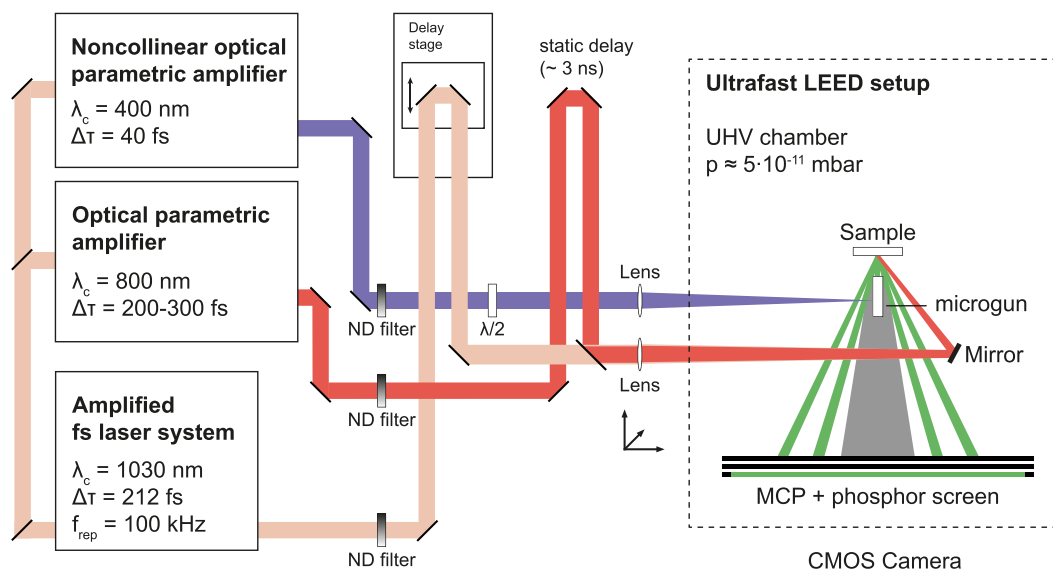 Noncollinear optical
parametric amplifier
λc = 400 nm
Δτ = 40 fs
Optical parametric
amplifier
λc = 800 nm
Δτ = 200-300 fs
Amplified
fs laser system
λc = 1030 nm
Δτ = 212 fs
frep = 100 kHz
Delay
stage
static delay
(~ 3 ns)
ND filter
λ/2
Lens
ND filter
Lens
ND filter
Ultrafast LEED setup
UHV chamber
p ≈ 5·10-11 mbar
Sample
microgun
Mirror
MCP + phosphor screen
CMOS Camera